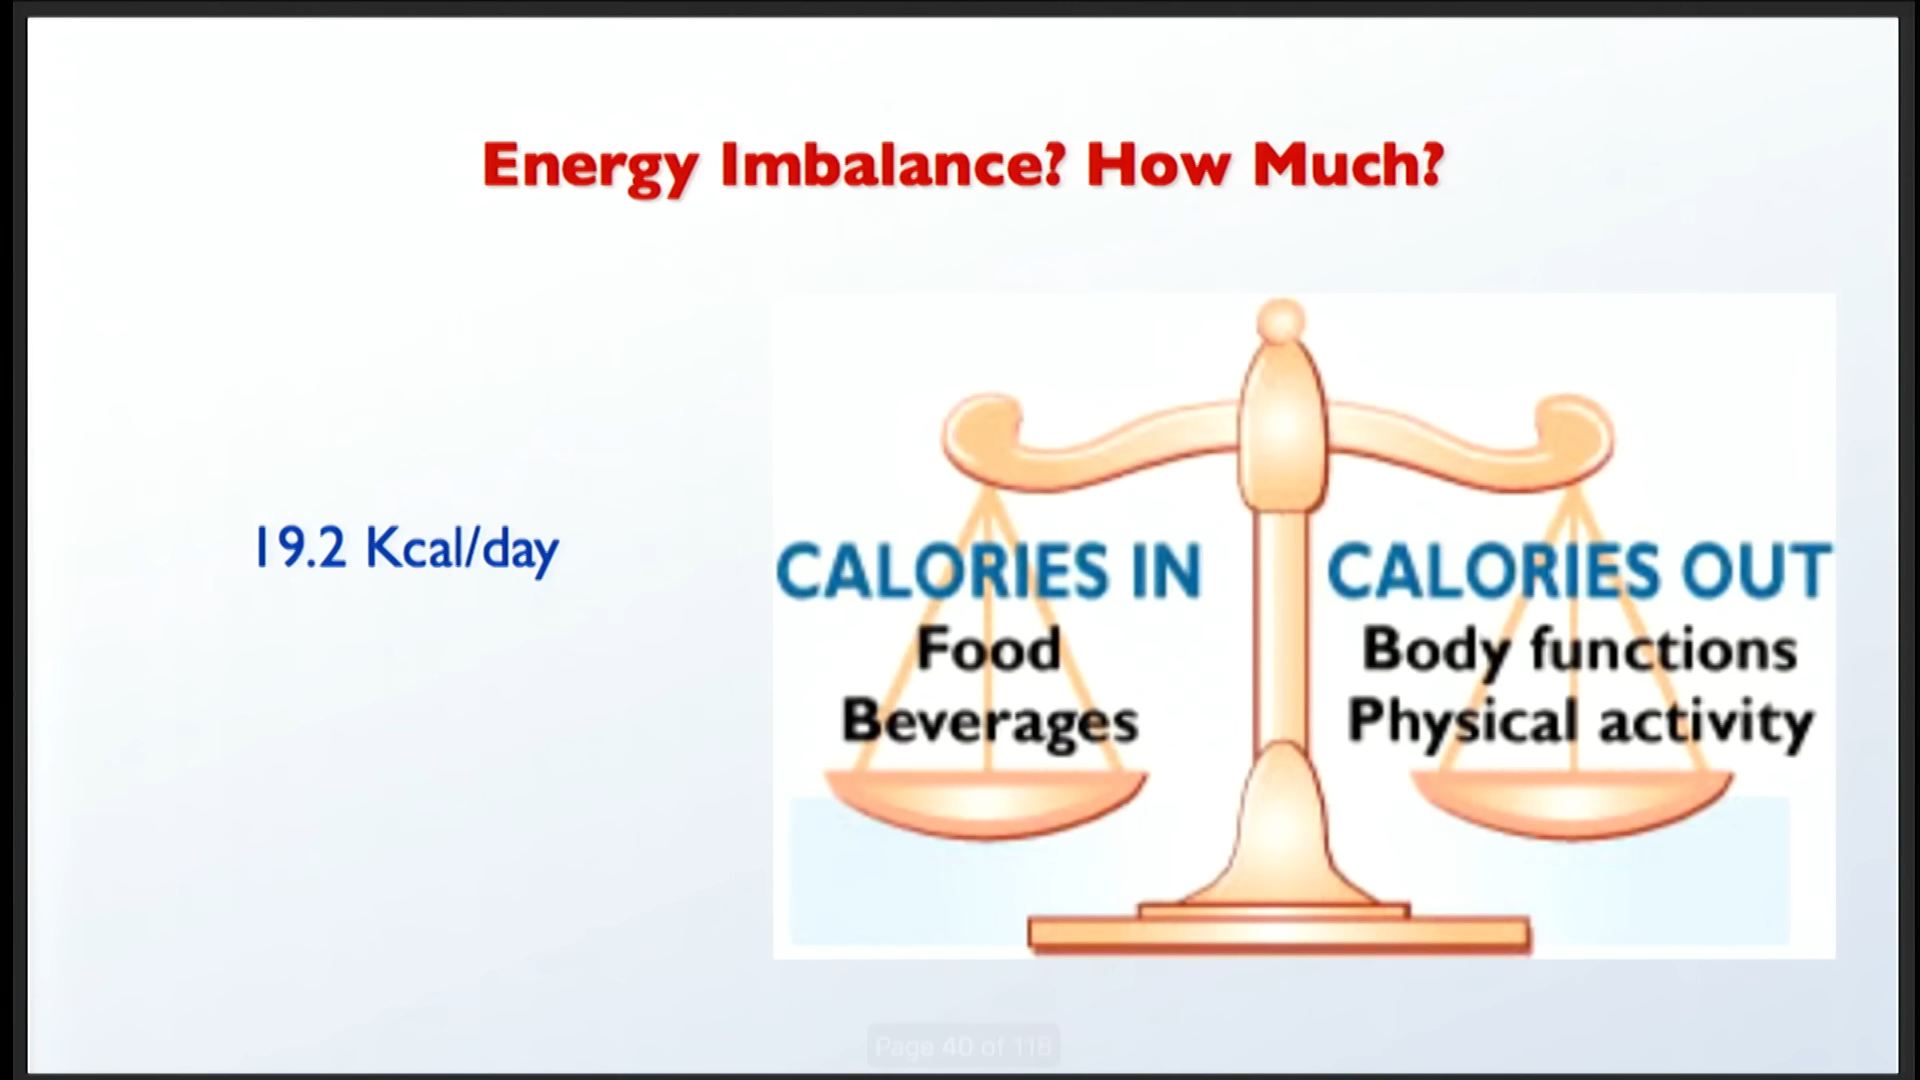 Energy Imbalance? How Much?
19.2 Kcal/day
CALORIES IN
Food
Beverages
CALORIES OUT
Body functions
Physical activity
Page 40 of 118